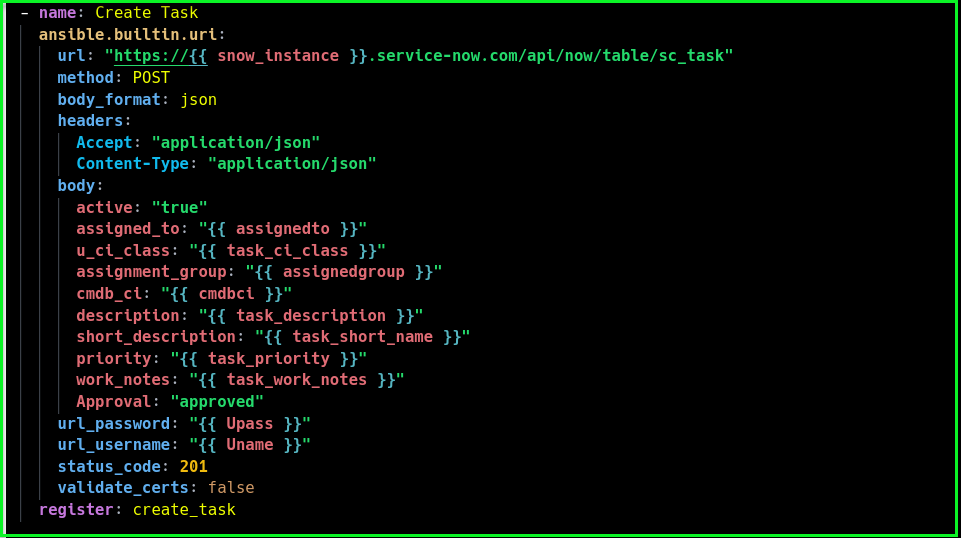 - name: Create Task
ansible.builtin.uri:
url: "https://{{ snow_instance }}.service-now.com/api/now/table/sc_task"
method: POST
body_format: json
headers:
Accept: "application/json"
Content-Type: "application/json"
body:
active: "true"
assigned_to: "{{ assignedto }}"
u_ci_class: "{{ task_ci_class }}"
assignment_group: "{{ assignedgroup }}"
cmdb_ci: "{{ cmdbci }}"
description: "{{ task_description }}"
short_description: "{{ task_short_name }}"
priority: "{{ task_priority }}"
work_notes: "{{ task_work_notes }}"
Approval: "approved"
url_password: "{{ Upass }}"
url_username: "{{ Uname }}"
status_code: 201
validate_certs: false
register: create_task